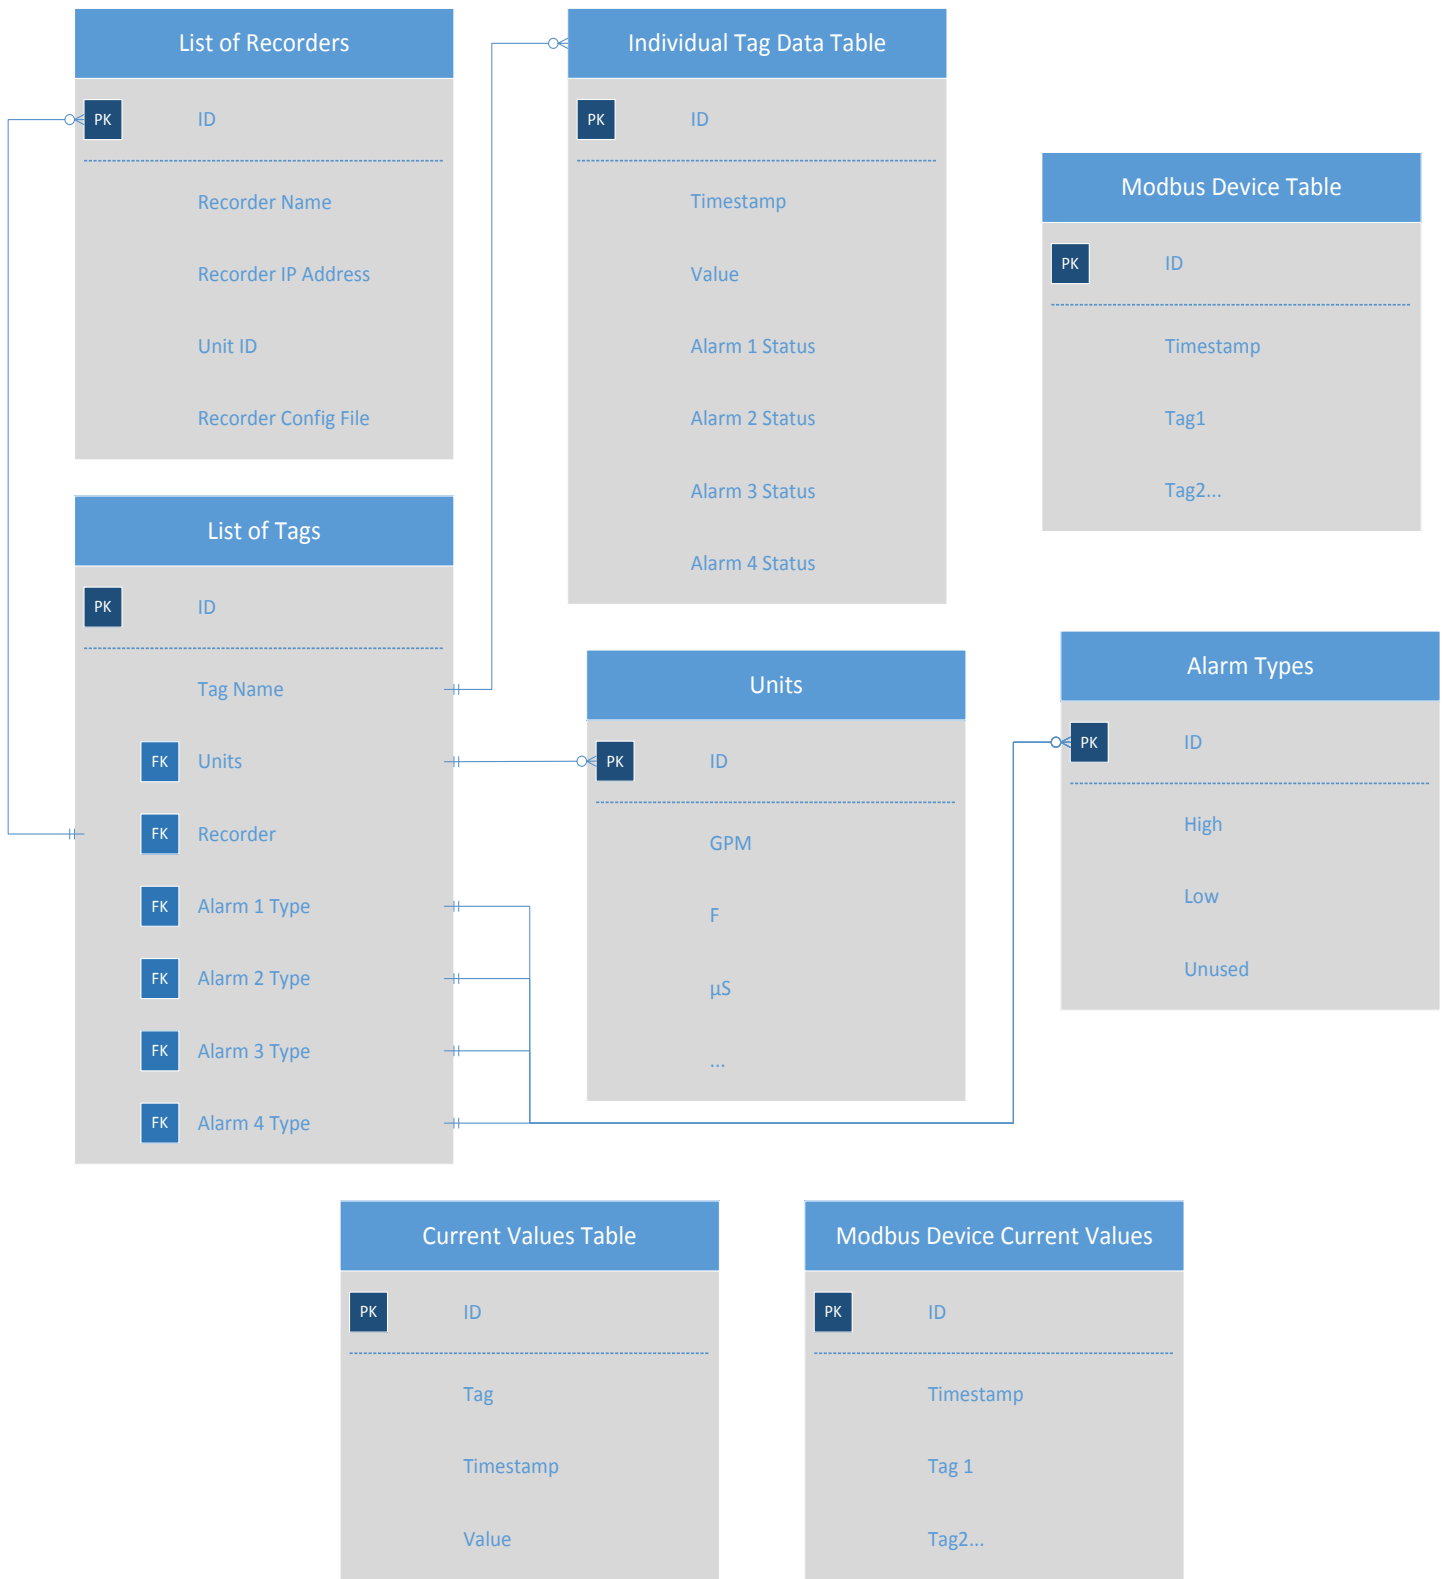 List of Recorders
PK ID
Recorder Name
Recorder IP Address
Unit ID
Recorder Config File
Individual Tag Data Table
PK ID
Timestamp
Value
Alarm 1 Status
Alarm 2 Status
Alarm 3 Status
Alarm 4 Status
Modbus Device Table
PK ID
Timestamp
Tag1
Tag2...
List of Tags
PK ID
Tag Name
FK Units
FK Recorder
FK Alarm 1 Type
FK Alarm 2 Type
FK Alarm 3 Type
FK Alarm 4 Type
Units
PK ID
GPM
F
µS
...
Alarm Types
PK ID
High
Low
Unused
Current Values Table
PK ID
Tag
Timestamp
Value
Modbus Device Current Values
PK ID
Timestamp
Tag 1
Tag2...